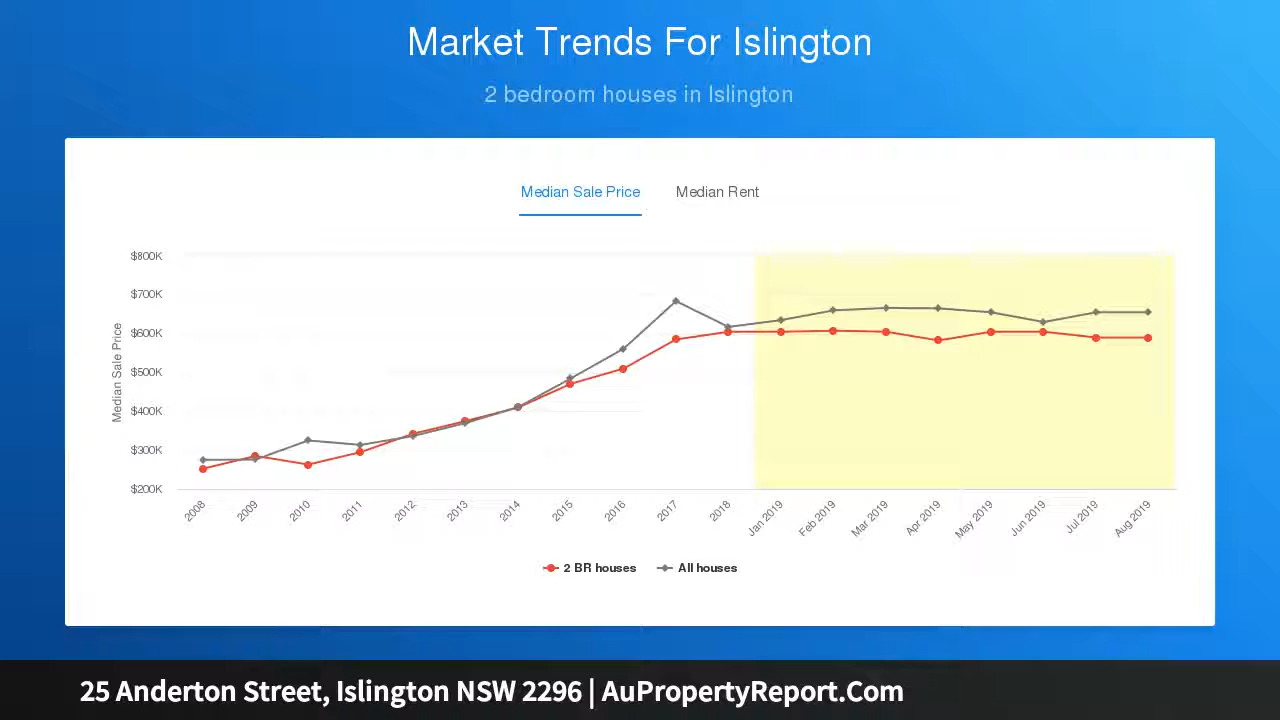 Market Trends For Islington
2 bedroom houses in Islington
Median Sale Price Median Rent
Median Sale Price
$800K
$700K
$600K
$500K
$400K
$300K
$200K
2008 2009 2010 2011 2012 2013 2014 2015 2016 2017 2018 Jan 2019 Feb 2019 Mar 2019 Apr 2019 May 2019 Jun 2019 Jul 2019 Aug 2019
2 BR houses All houses
25 Anderton Street, Islington NSW 2296 | AuPropertyReport.Com